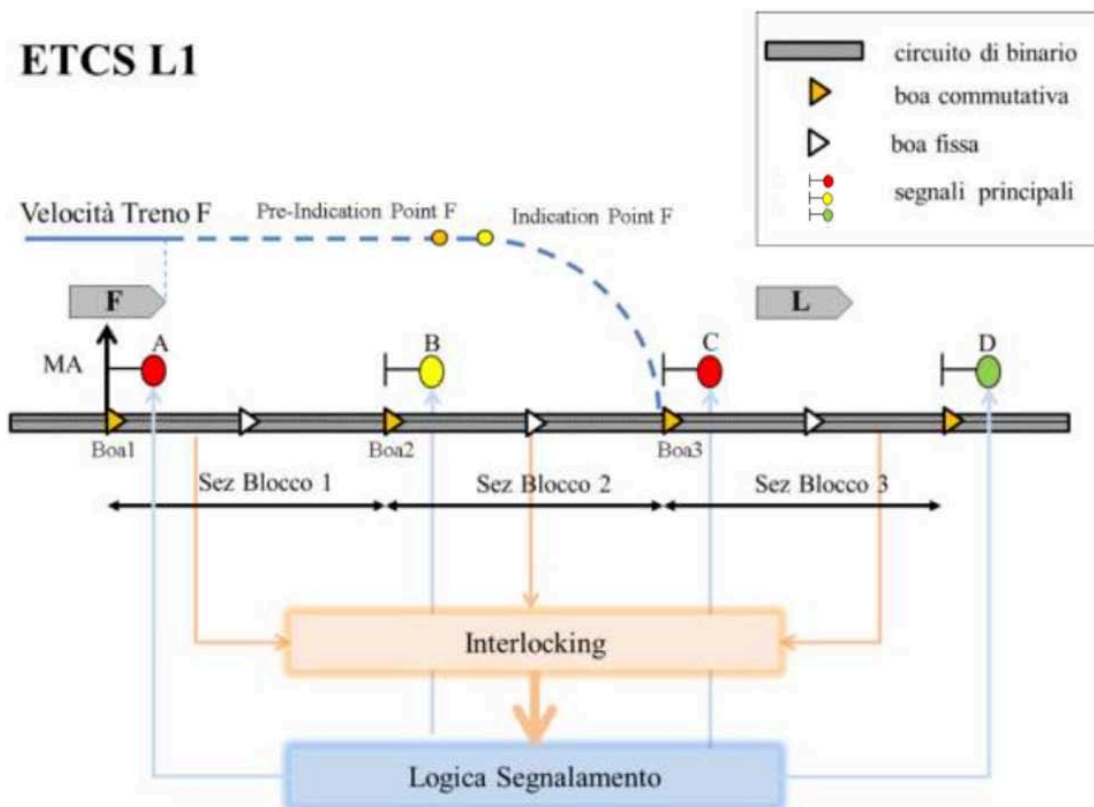 ETCS L1
circuito di binario
boa commutativa
boa fissa
segnali principali
Velocità Treno F
Pre-Indication Point F
Indication Point F
F
L
MA
A
B
C
D
Boa1
Boa2
Boa3
Sez Blocco 1
Sez Blocco 2
Sez Blocco 3
Interlocking
Logica Segnalamento